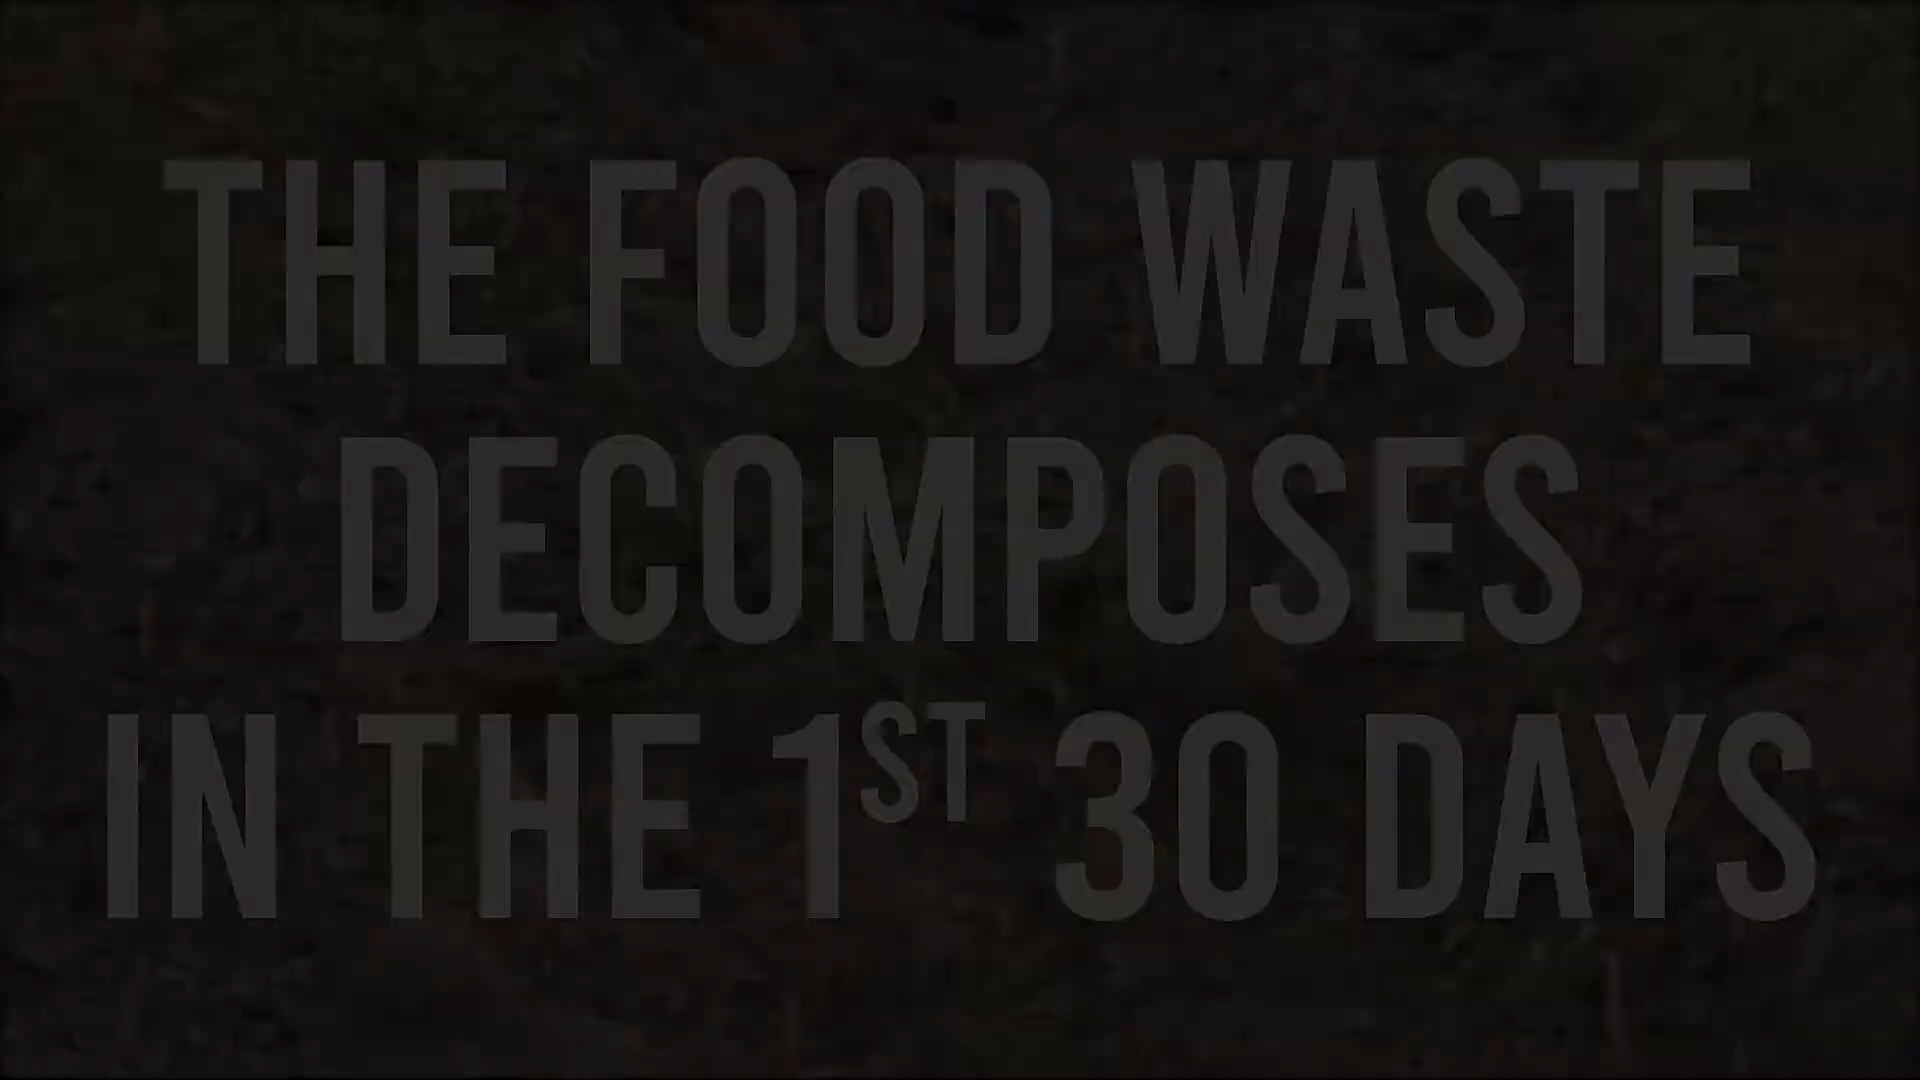 THE FOOD WASTE
DECOMPOSES
IN THE 1ST 30 DAYS